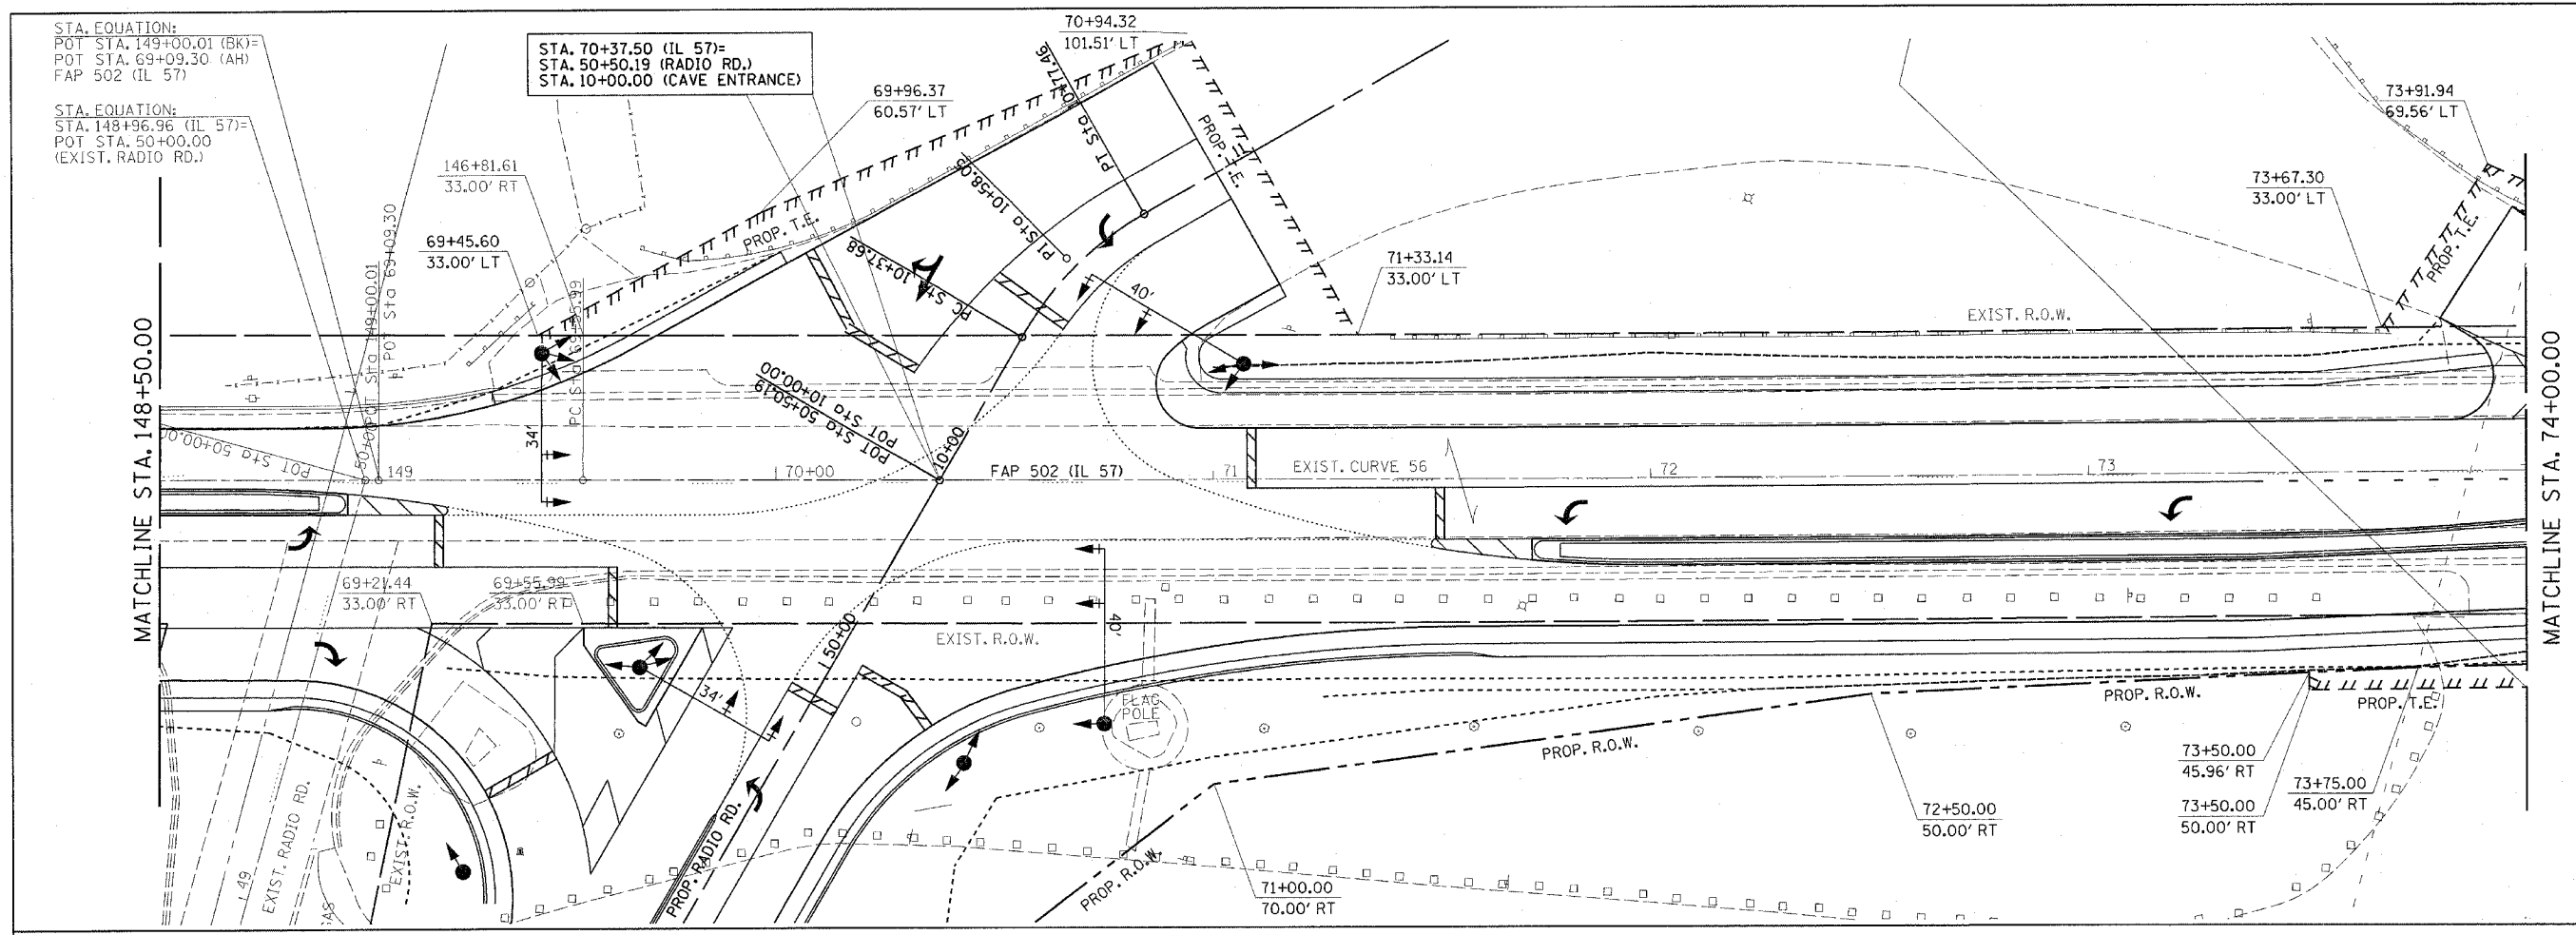 STA. EQUATION:
POT STA. 149+00.01 (BK)=
POT STA. 69+09.30 (AH)
FAP 502 (IL 57)
STA. EQUATION:
STA. 148+96.96 (IL 57)=
POT STA. 50+00.00
(EXIST. RADIO RD.)
STA. 70+37.50 (IL 57)=
STA. 50+50.19 (RADIO RD.)
STA. 10+00.00 (CAVE ENTRANCE)
70+94.32
101.51' LT
69+96.37
60.57' LT
146+81.61
33.00' RT
69+45.60
33.00' LT
PROP. T.E.
PROP. T.E.
PI Sta 10+58.05
PC Sta 10+37.68
40'
71+33.14
33.00' LT
73+91.94
69.56' LT
73+67.30
33.00' LT
PROP. T.E.
EXIST. R.O.W.
MATCHLINE STA. 148+50.00
MATCHLINE STA. 74+00.00
POT Sta 149+00.01
POT Sta 69+09.30
POT Sta 50+00.00
50+00
149
34'
POT Sta 50+50.19
POT Sta 10+00.00
10+00
70+00
FAP 502 (IL 57)
71
EXIST. CURVE 56
72
73
69+21.44
33.00' RT
69+55.99
33.00' RT
50+00
EXIST. R.O.W.
40'
34'
FLAG
POLE
PROP. R.O.W.
PROP. R.O.W.
PROP. T.E.
73+50.00
45.96' RT
73+50.00
50.00' RT
73+75.00
45.00' RT
72+50.00
50.00' RT
71+00.00
70.00' RT
PROP. R.O.W.
PROP. RADIO RD.
EXIST. R.O.W.
EXIST. RADIO RD.
49